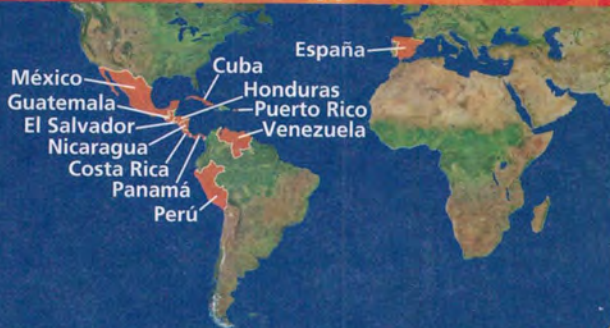 España
Cuba
México
Honduras
Guatemala
Puerto Rico
El Salvador
Venezuela
Nicaragua
Costa Rica
Panamá
Perú